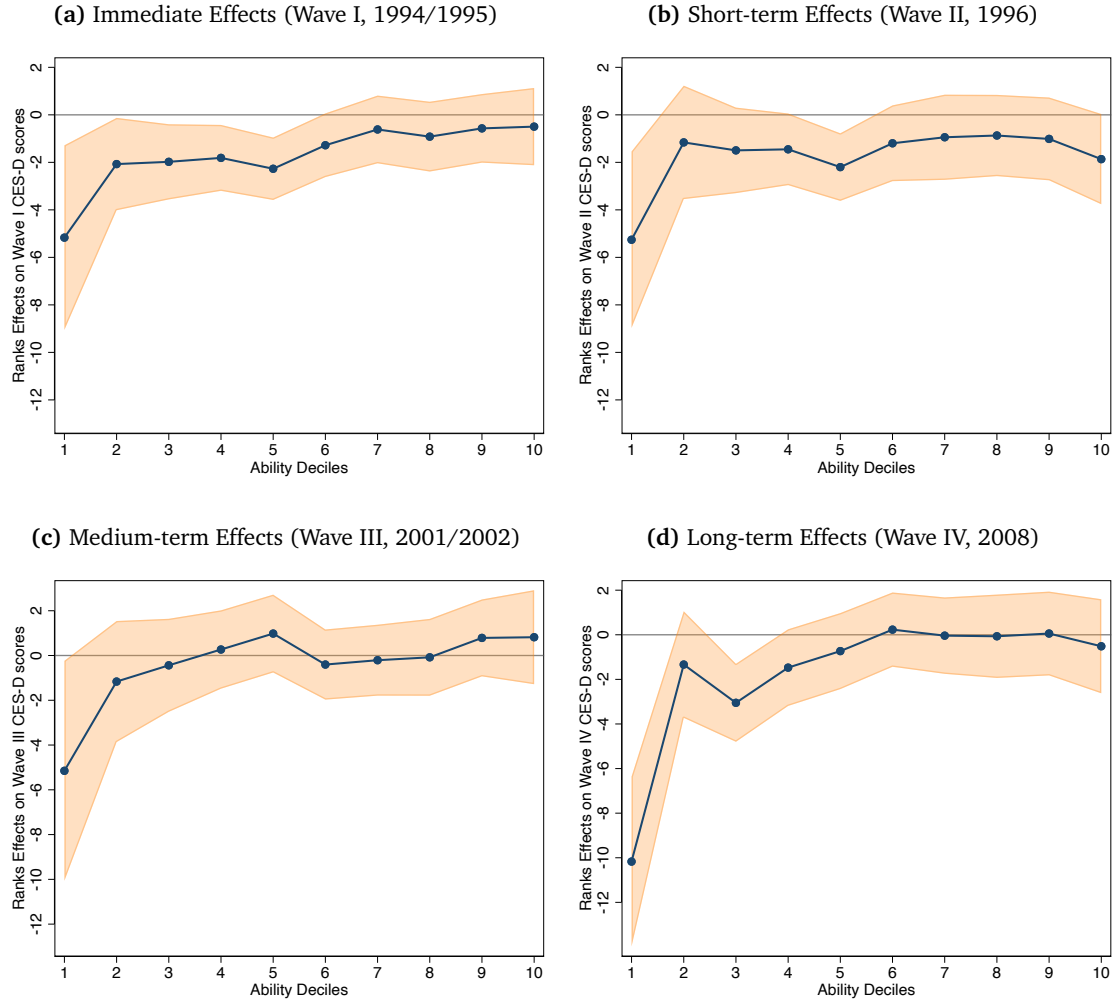 (a) Immediate Effects (Wave I, 1994/1995)
Ranks Effects on Wave I CES-D scores
2
0
-2
-4
-6
-8
-10
-12
1 2 3 4 5 6 7 8 9 10
Ability Deciles
(b) Short-term Effects (Wave II, 1996)
Ranks Effects on Wave II CES-D scores
2
0
-2
-4
-6
-8
-10
-12
1 2 3 4 5 6 7 8 9 10
Ability Deciles
(c) Medium-term Effects (Wave III, 2001/2002)
Ranks Effects on Wave III CES-D scores
2
0
-2
-4
-6
-8
-10
-12
1 2 3 4 5 6 7 8 9 10
Ability Deciles
(d) Long-term Effects (Wave IV, 2008)
Ranks Effects on Wave IV CES-D scores
2
0
-2
-4
-6
-8
-10
-12
1 2 3 4 5 6 7 8 9 10
Ability Deciles